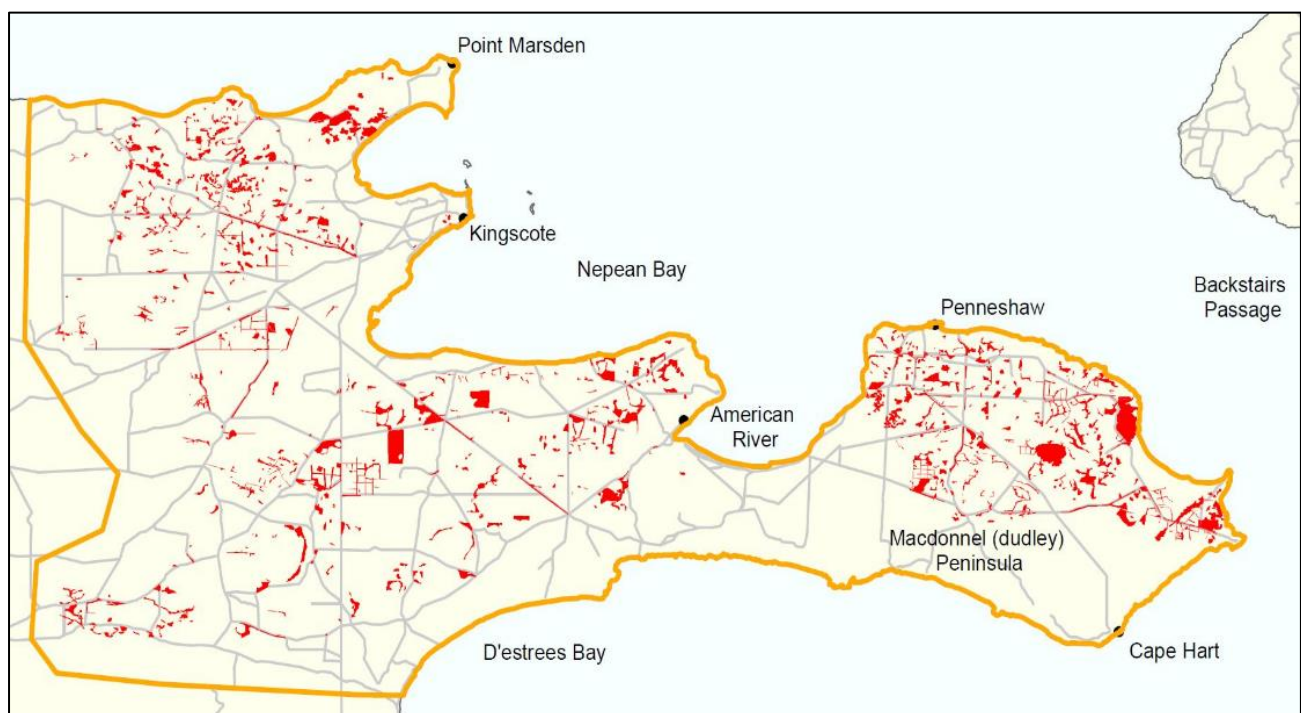 Point Marsden
Kingscote
Nepean Bay
Backstairs
Passage
Penneshaw
American
River
Macdonnel (dudley)
Peninsula
D'estrees Bay
Cape Hart